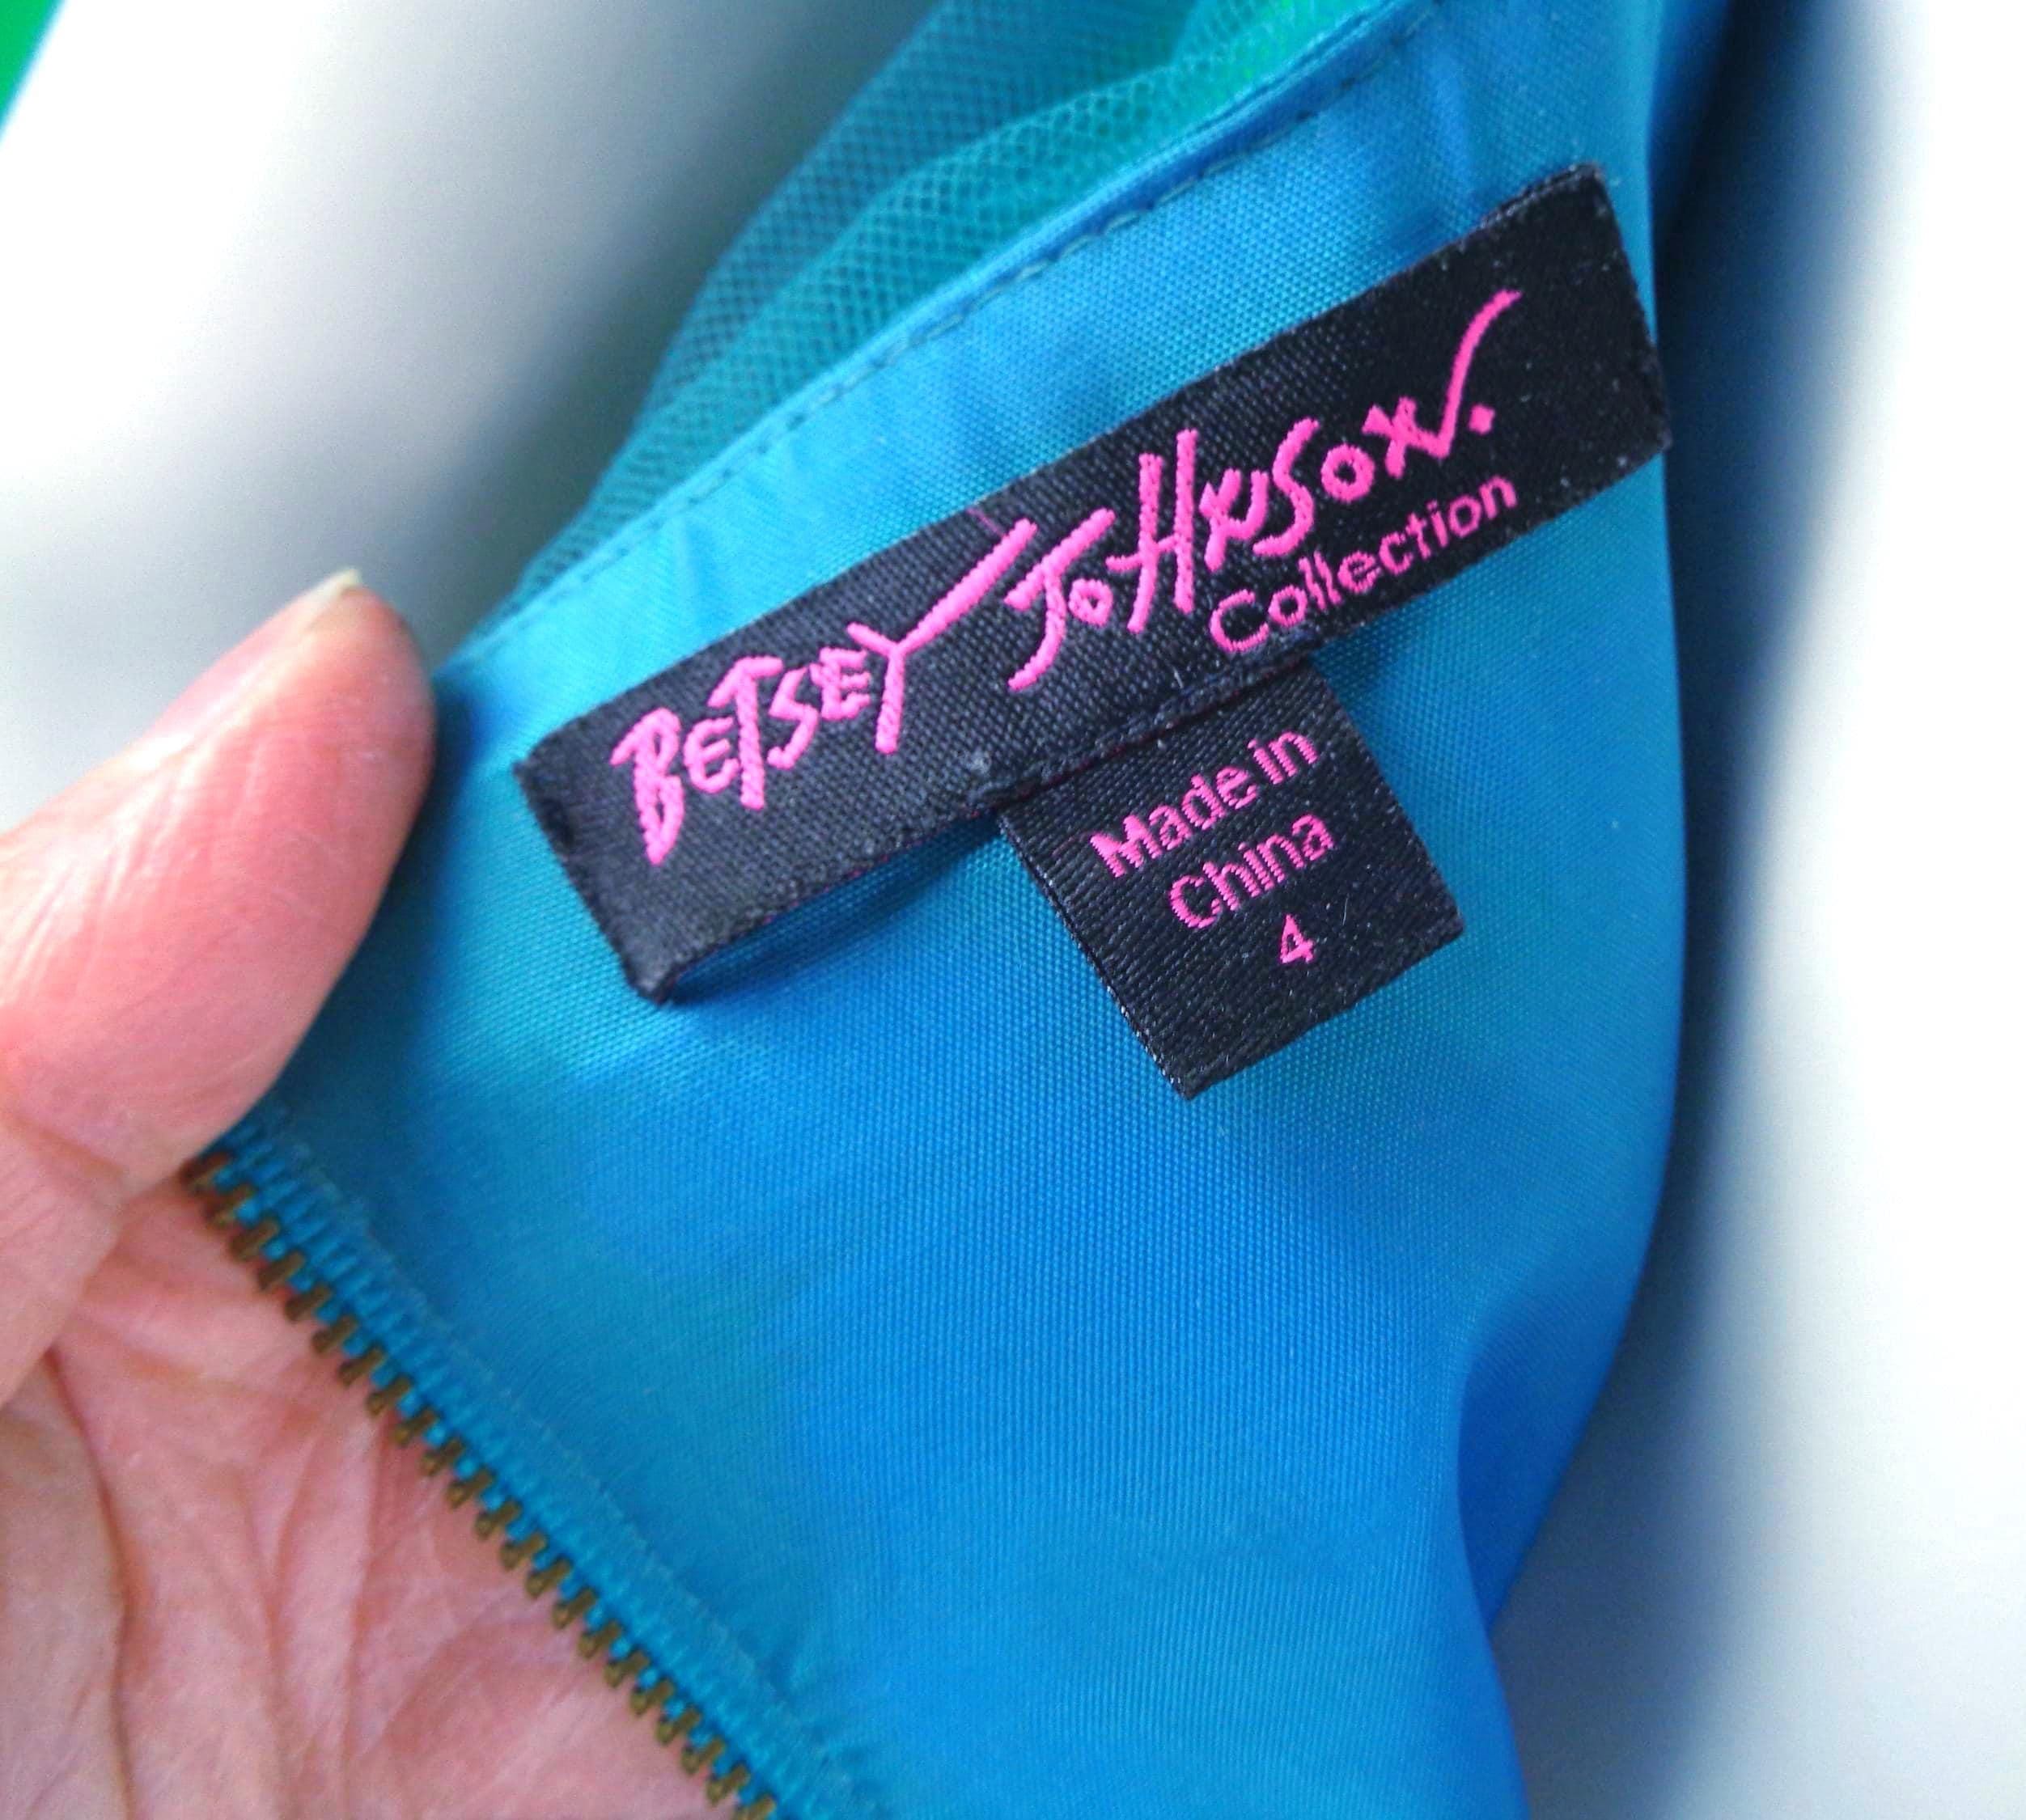 BETSEY JOHNSON.
Collection
Made in
China
4